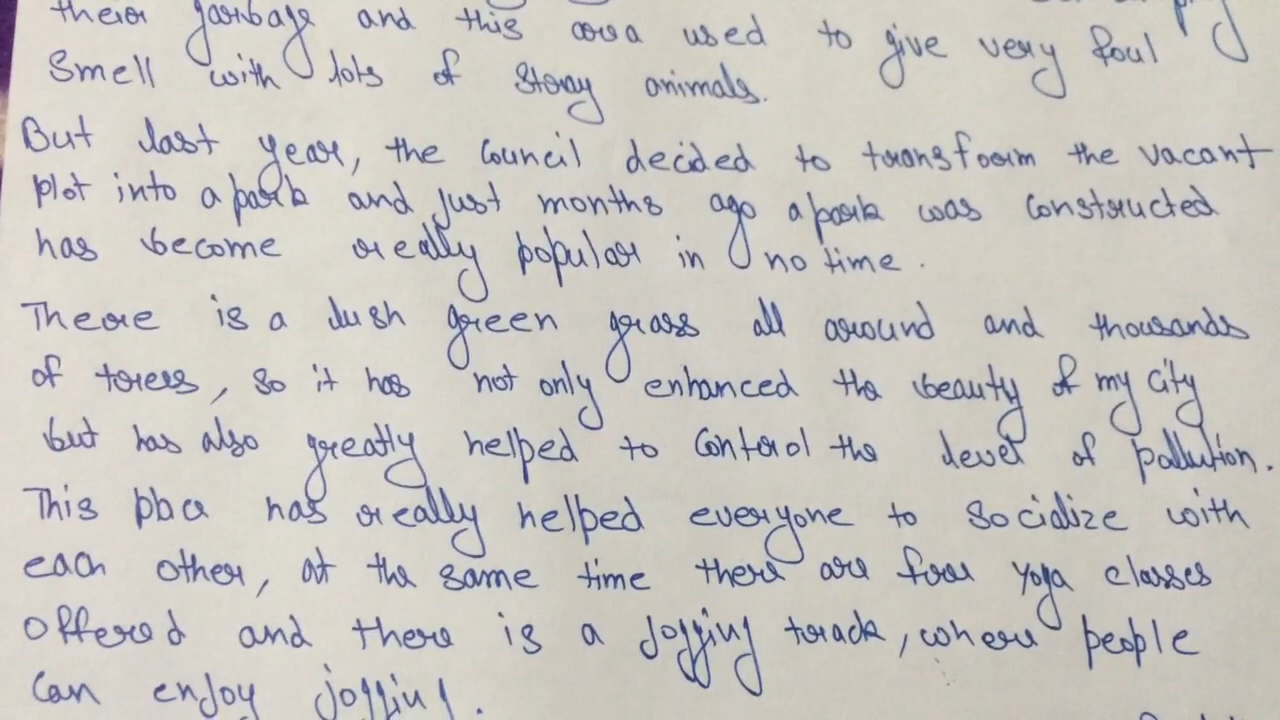 their garbage and this area used to give very foul
Smell with lots of stray animals.
But last year, the Council decided to transform the vacant
plot into a park and just months ago a park was constructed
has become really popular in no time.
There is a lush green grass all around and thousands
of trees, so it has not only enhanced the beauty of my city
but has also greatly helped to control the level of pollution.
This pbca has really helped everyone to socialize with
each other, at the same time there are free yoga classes
offered and there is a jogging track, where people
can enjoy jogging.